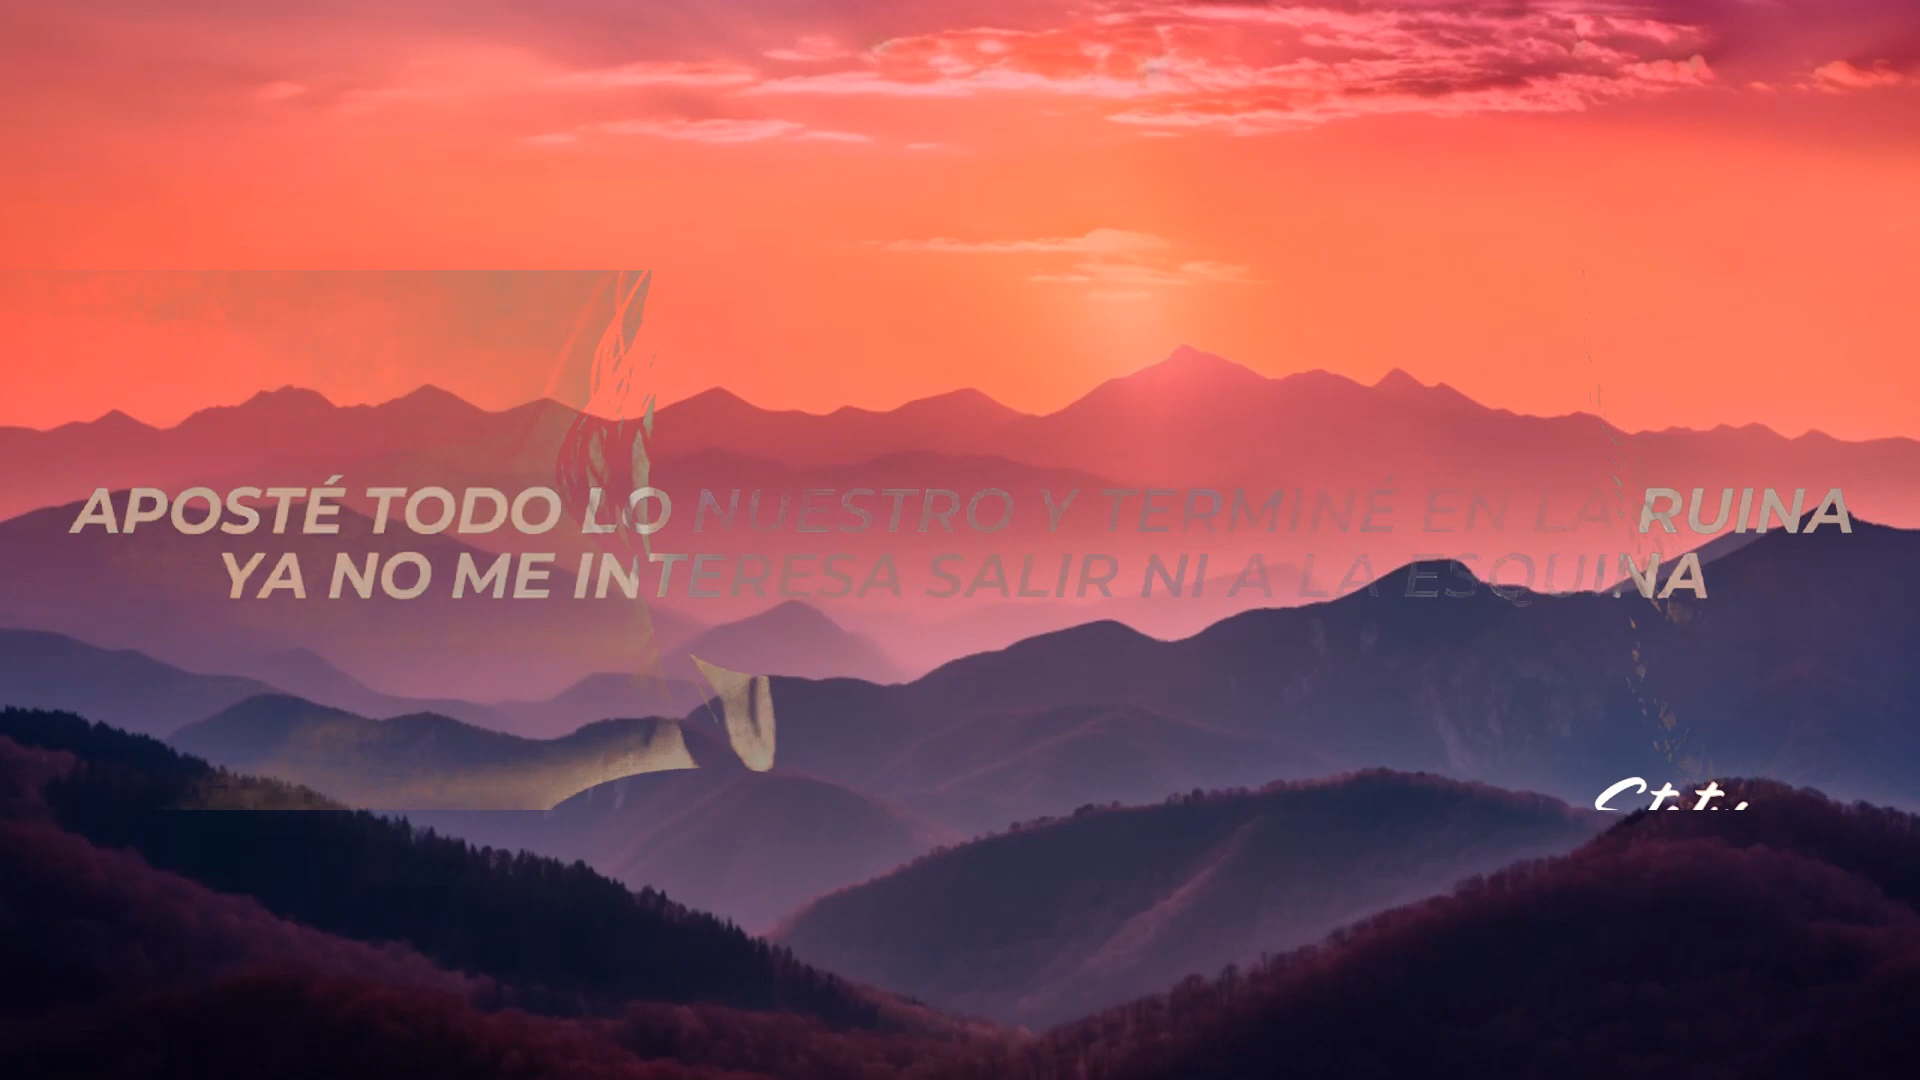 APOSTÉ TODO LO NUESTRO Y TERMINÉ EN LA RUINA
YA NO ME INTERESA SALIR NI A LA ESQUINA